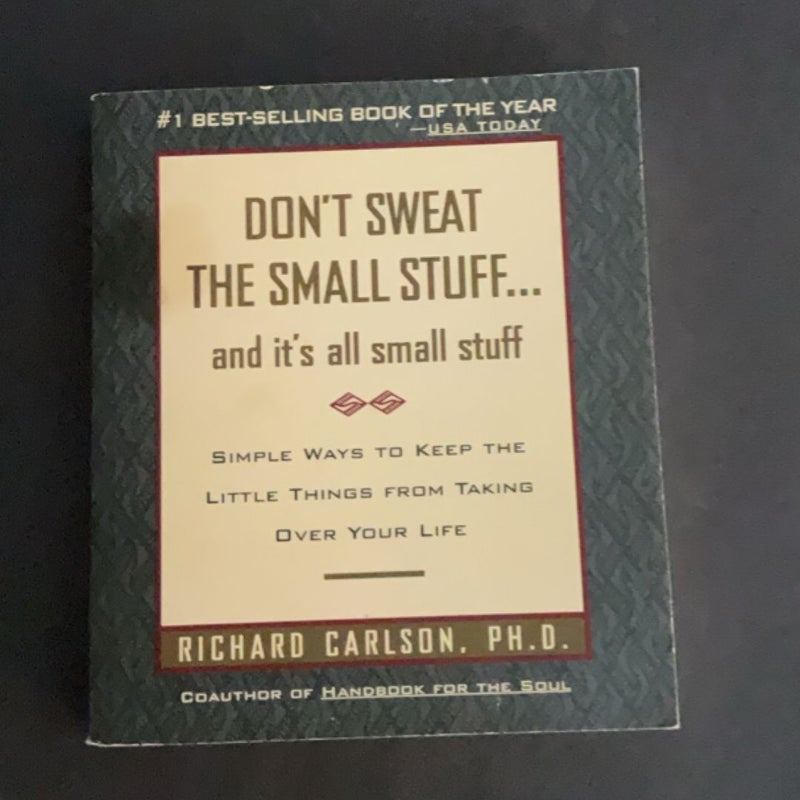 #1 BEST-SELLING BOOK OF THE YEAR
—USA TODAY
DON'T SWEAT
THE SMALL STUFF...
and it's all small stuff
SIMPLE WAYS TO KEEP THE
LITTLE THINGS FROM TAKING
OVER YOUR LIFE
RICHARD CARLSON, PH.D.
COAUTHOR OF HANDBOOK FOR THE SOUL